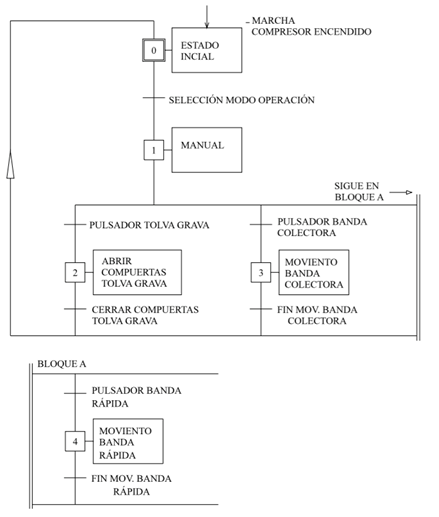 – MARCHA
COMPRESOR ENCENDIDO
0
ESTADO
INCIAL
SELECCIÓN MODO OPERACIÓN
1
MANUAL
SIGUE EN
BLOQUE A
PULSADOR TOLVA GRAVA
PULSADOR BANDA
COLECTORA
2
ABRIR
COMPUERTAS
TOLVA GRAVA
3
MOVIENTO
BANDA
COLECTORA
CERRAR COMPUERTAS
TOLVA GRAVA
FIN MOV. BANDA
COLECTORA
BLOQUE A
PULSADOR BANDA
RÁPIDA
4
MOVIENTO
BANDA
RÁPIDA
FIN MOV. BANDA
RÁPIDA